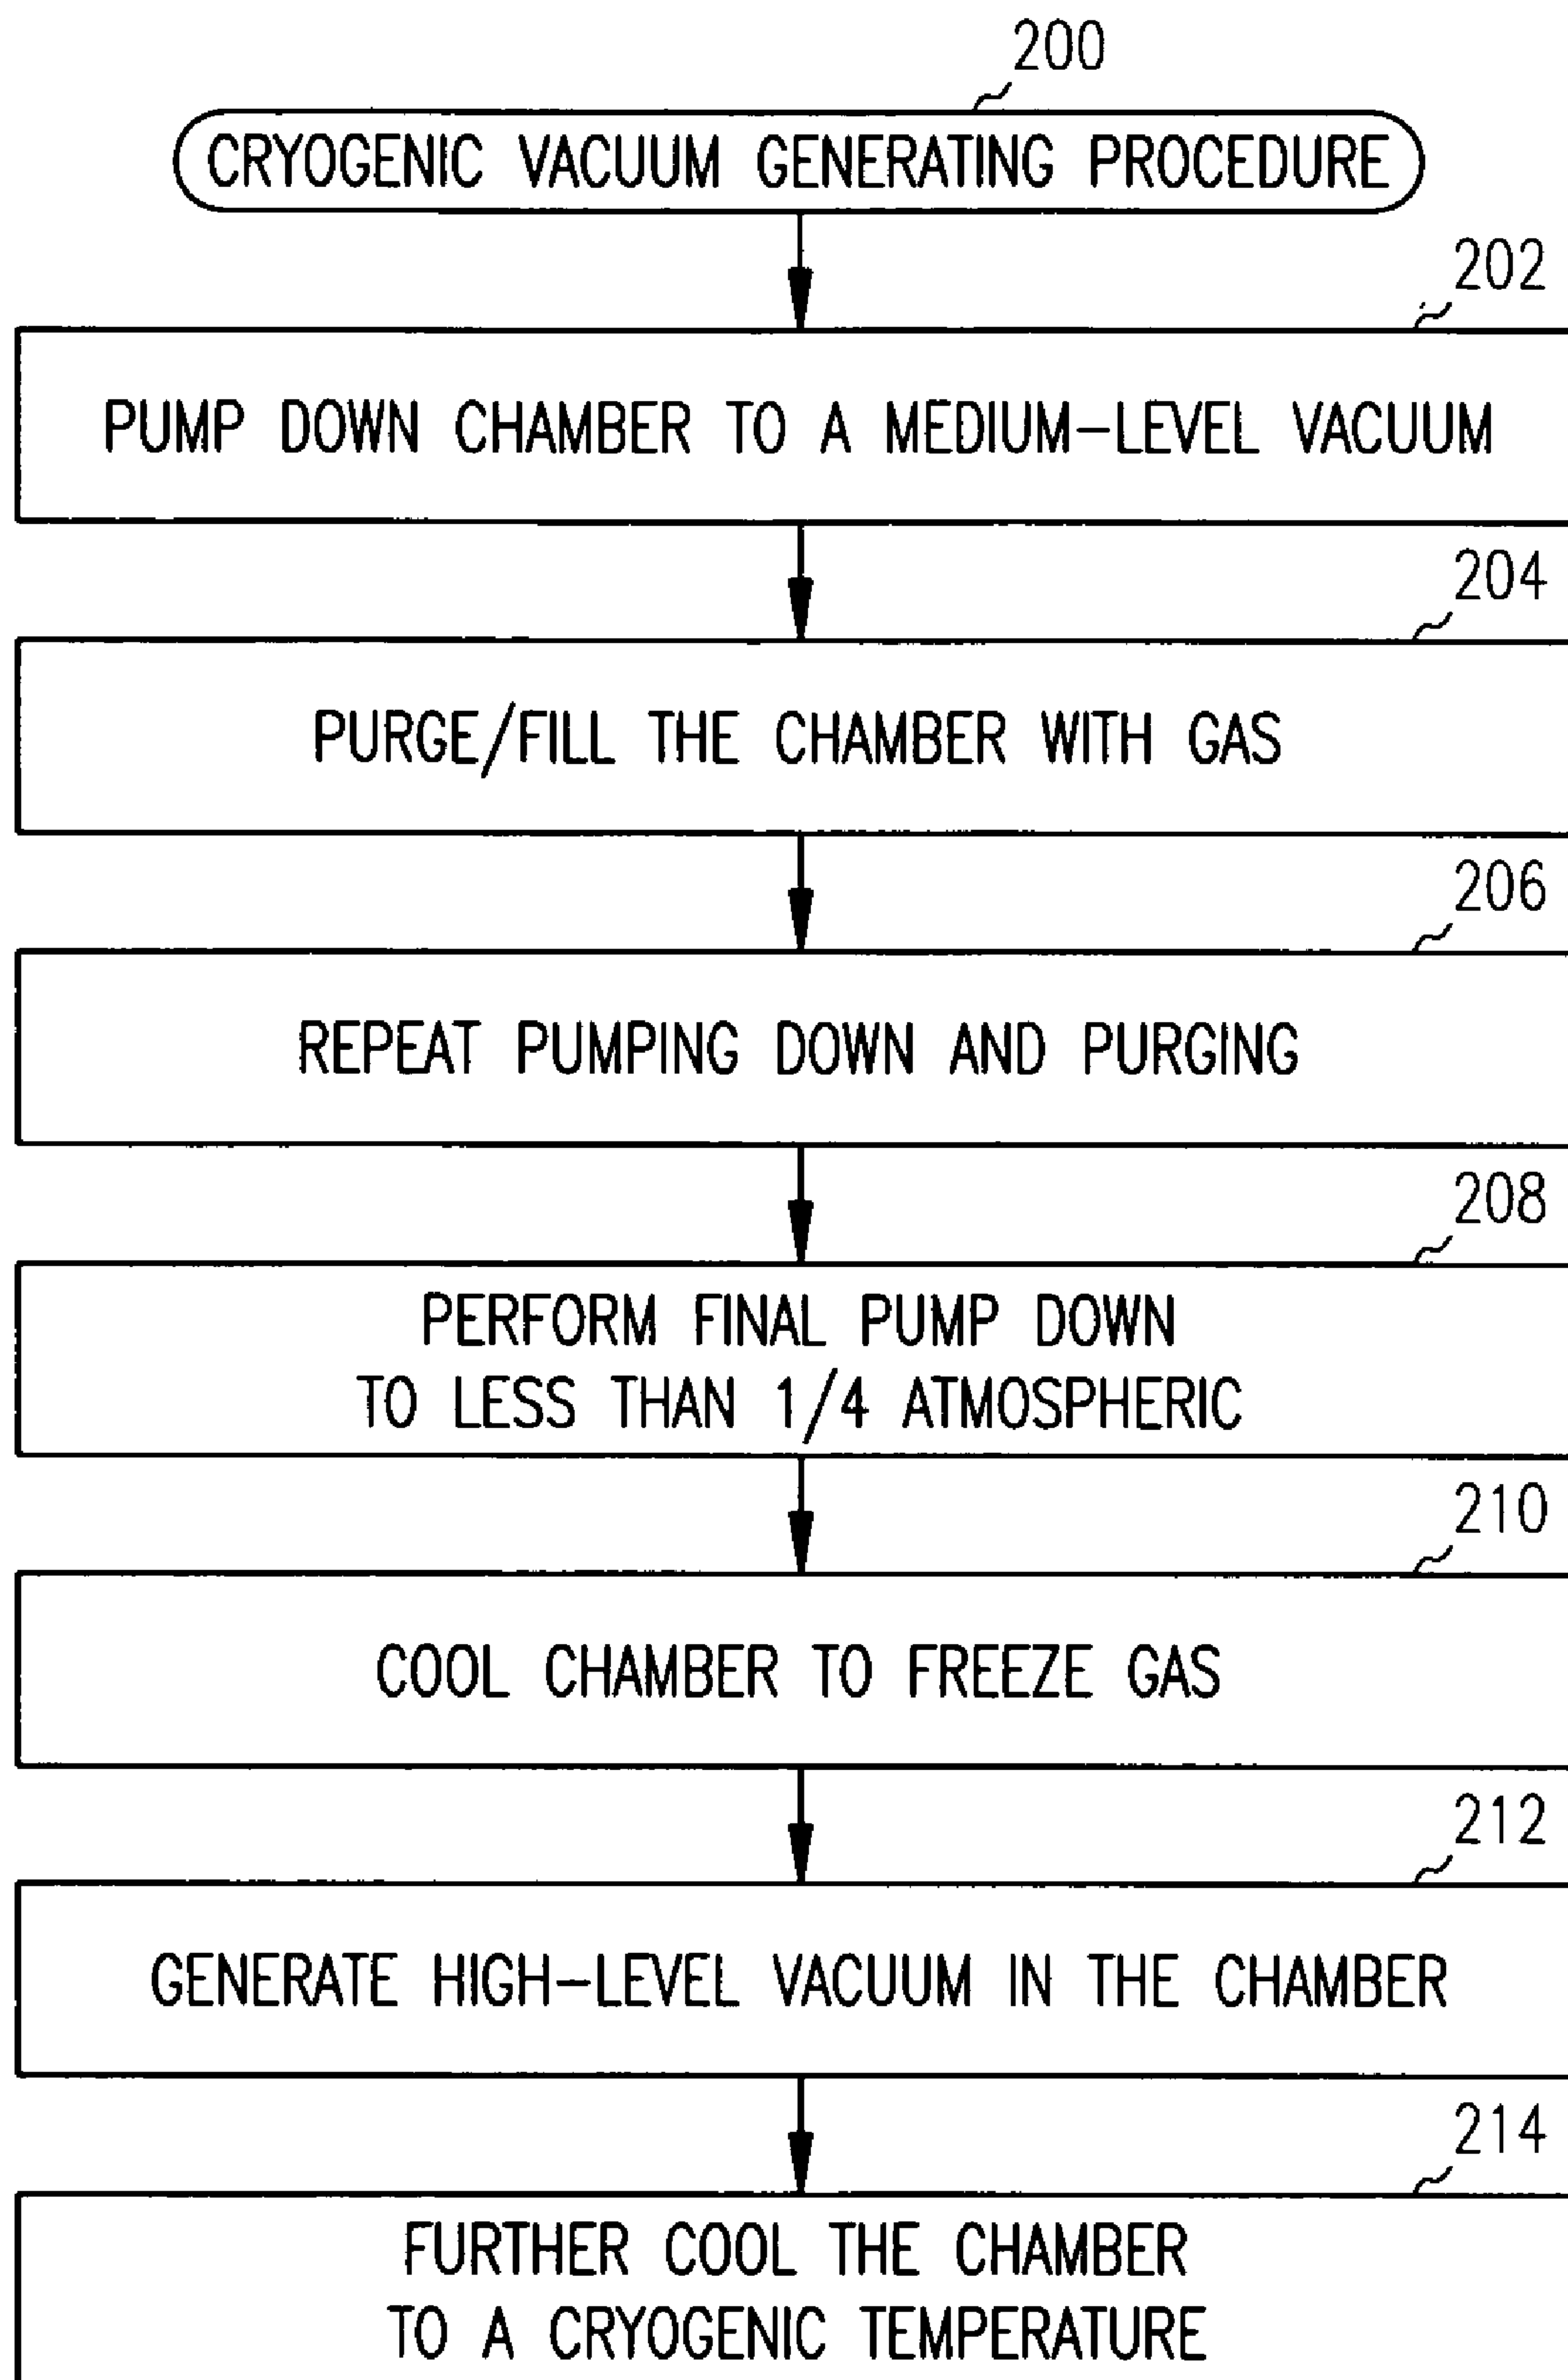 200
CRYOGENIC VACUUM GENERATING PROCEDURE
202
PUMP DOWN CHAMBER TO A MEDIUM-LEVEL VACUUM
204
PURGE/FILL THE CHAMBER WITH GAS
206
REPEAT PUMPING DOWN AND PURGING
208
PERFORM FINAL PUMP DOWN
TO LESS THAN 1/4 ATMOSPHERIC
210
COOL CHAMBER TO FREEZE GAS
212
GENERATE HIGH-LEVEL VACUUM IN THE CHAMBER
214
FURTHER COOL THE CHAMBER
TO A CRYOGENIC TEMPERATURE